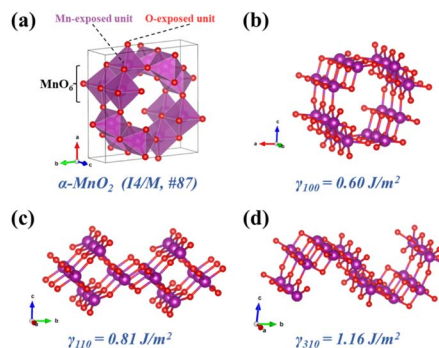 (a)
Mn-exposed unit
O-exposed unit
MnO₆
a
b
c
α-MnO₂ (I4/M, #87)
(b)
c
a
b
γ₁₀₀ = 0.60 J/m²
(c)
c
a
b
γ₁₁₀ = 0.81 J/m²
(d)
c
a
b
γ₃₁₀ = 1.16 J/m²